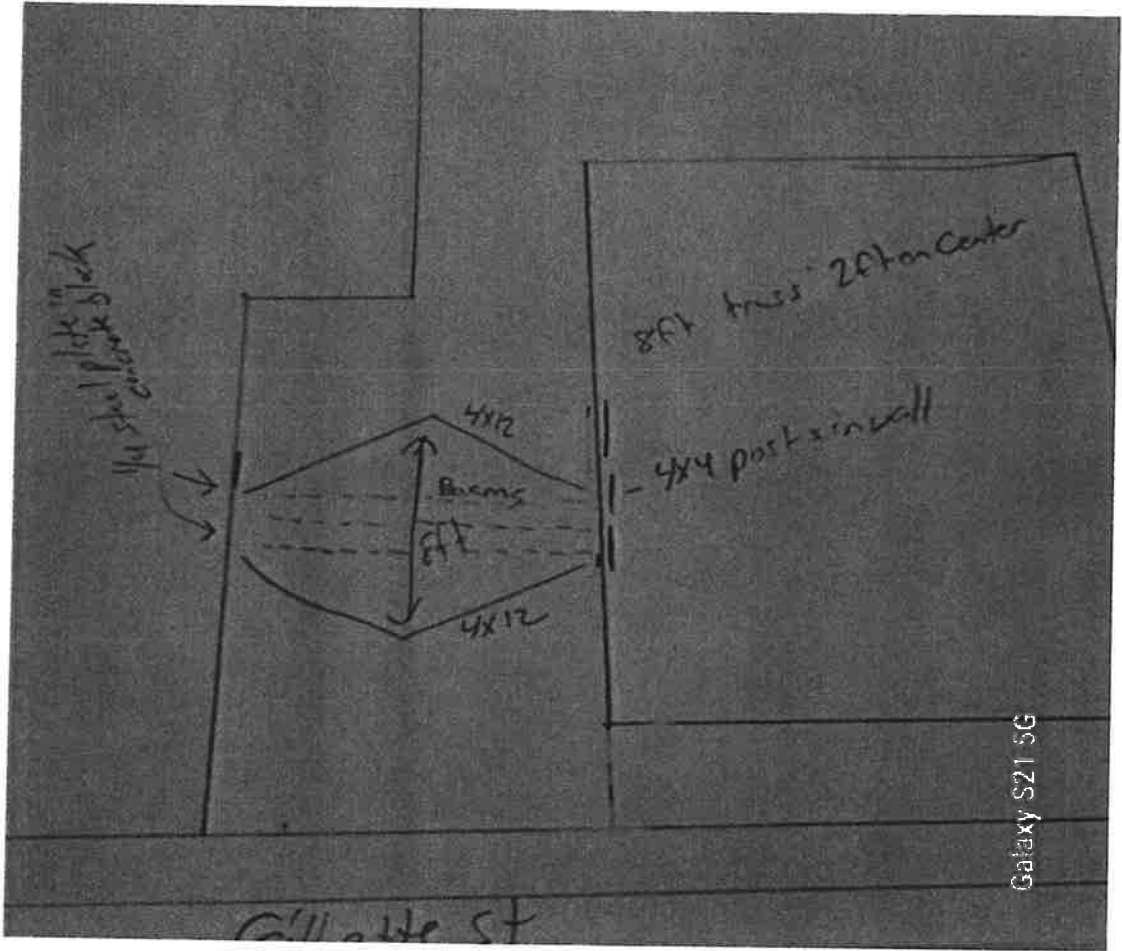 8ft truss 2ft on Center
1/4 steel plate in
concrete block
4x12
4x4 posts in wall
Beams
8ft
4x12
Galaxy S21 5G
Gillette St